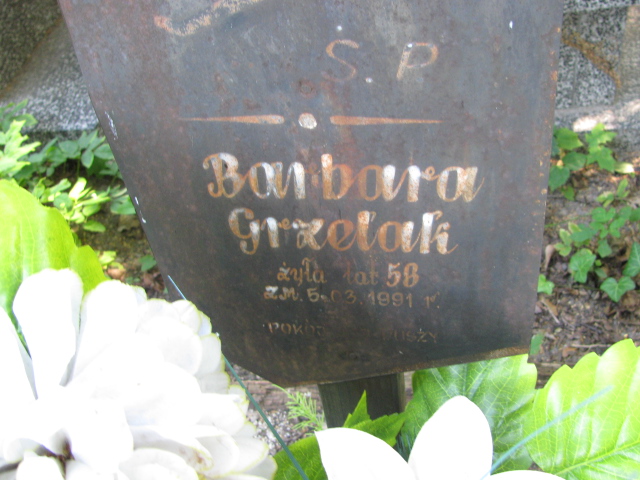 S. P
Barbara
Grzelak
żyła lat 58
zm. 5.03.1991 r.